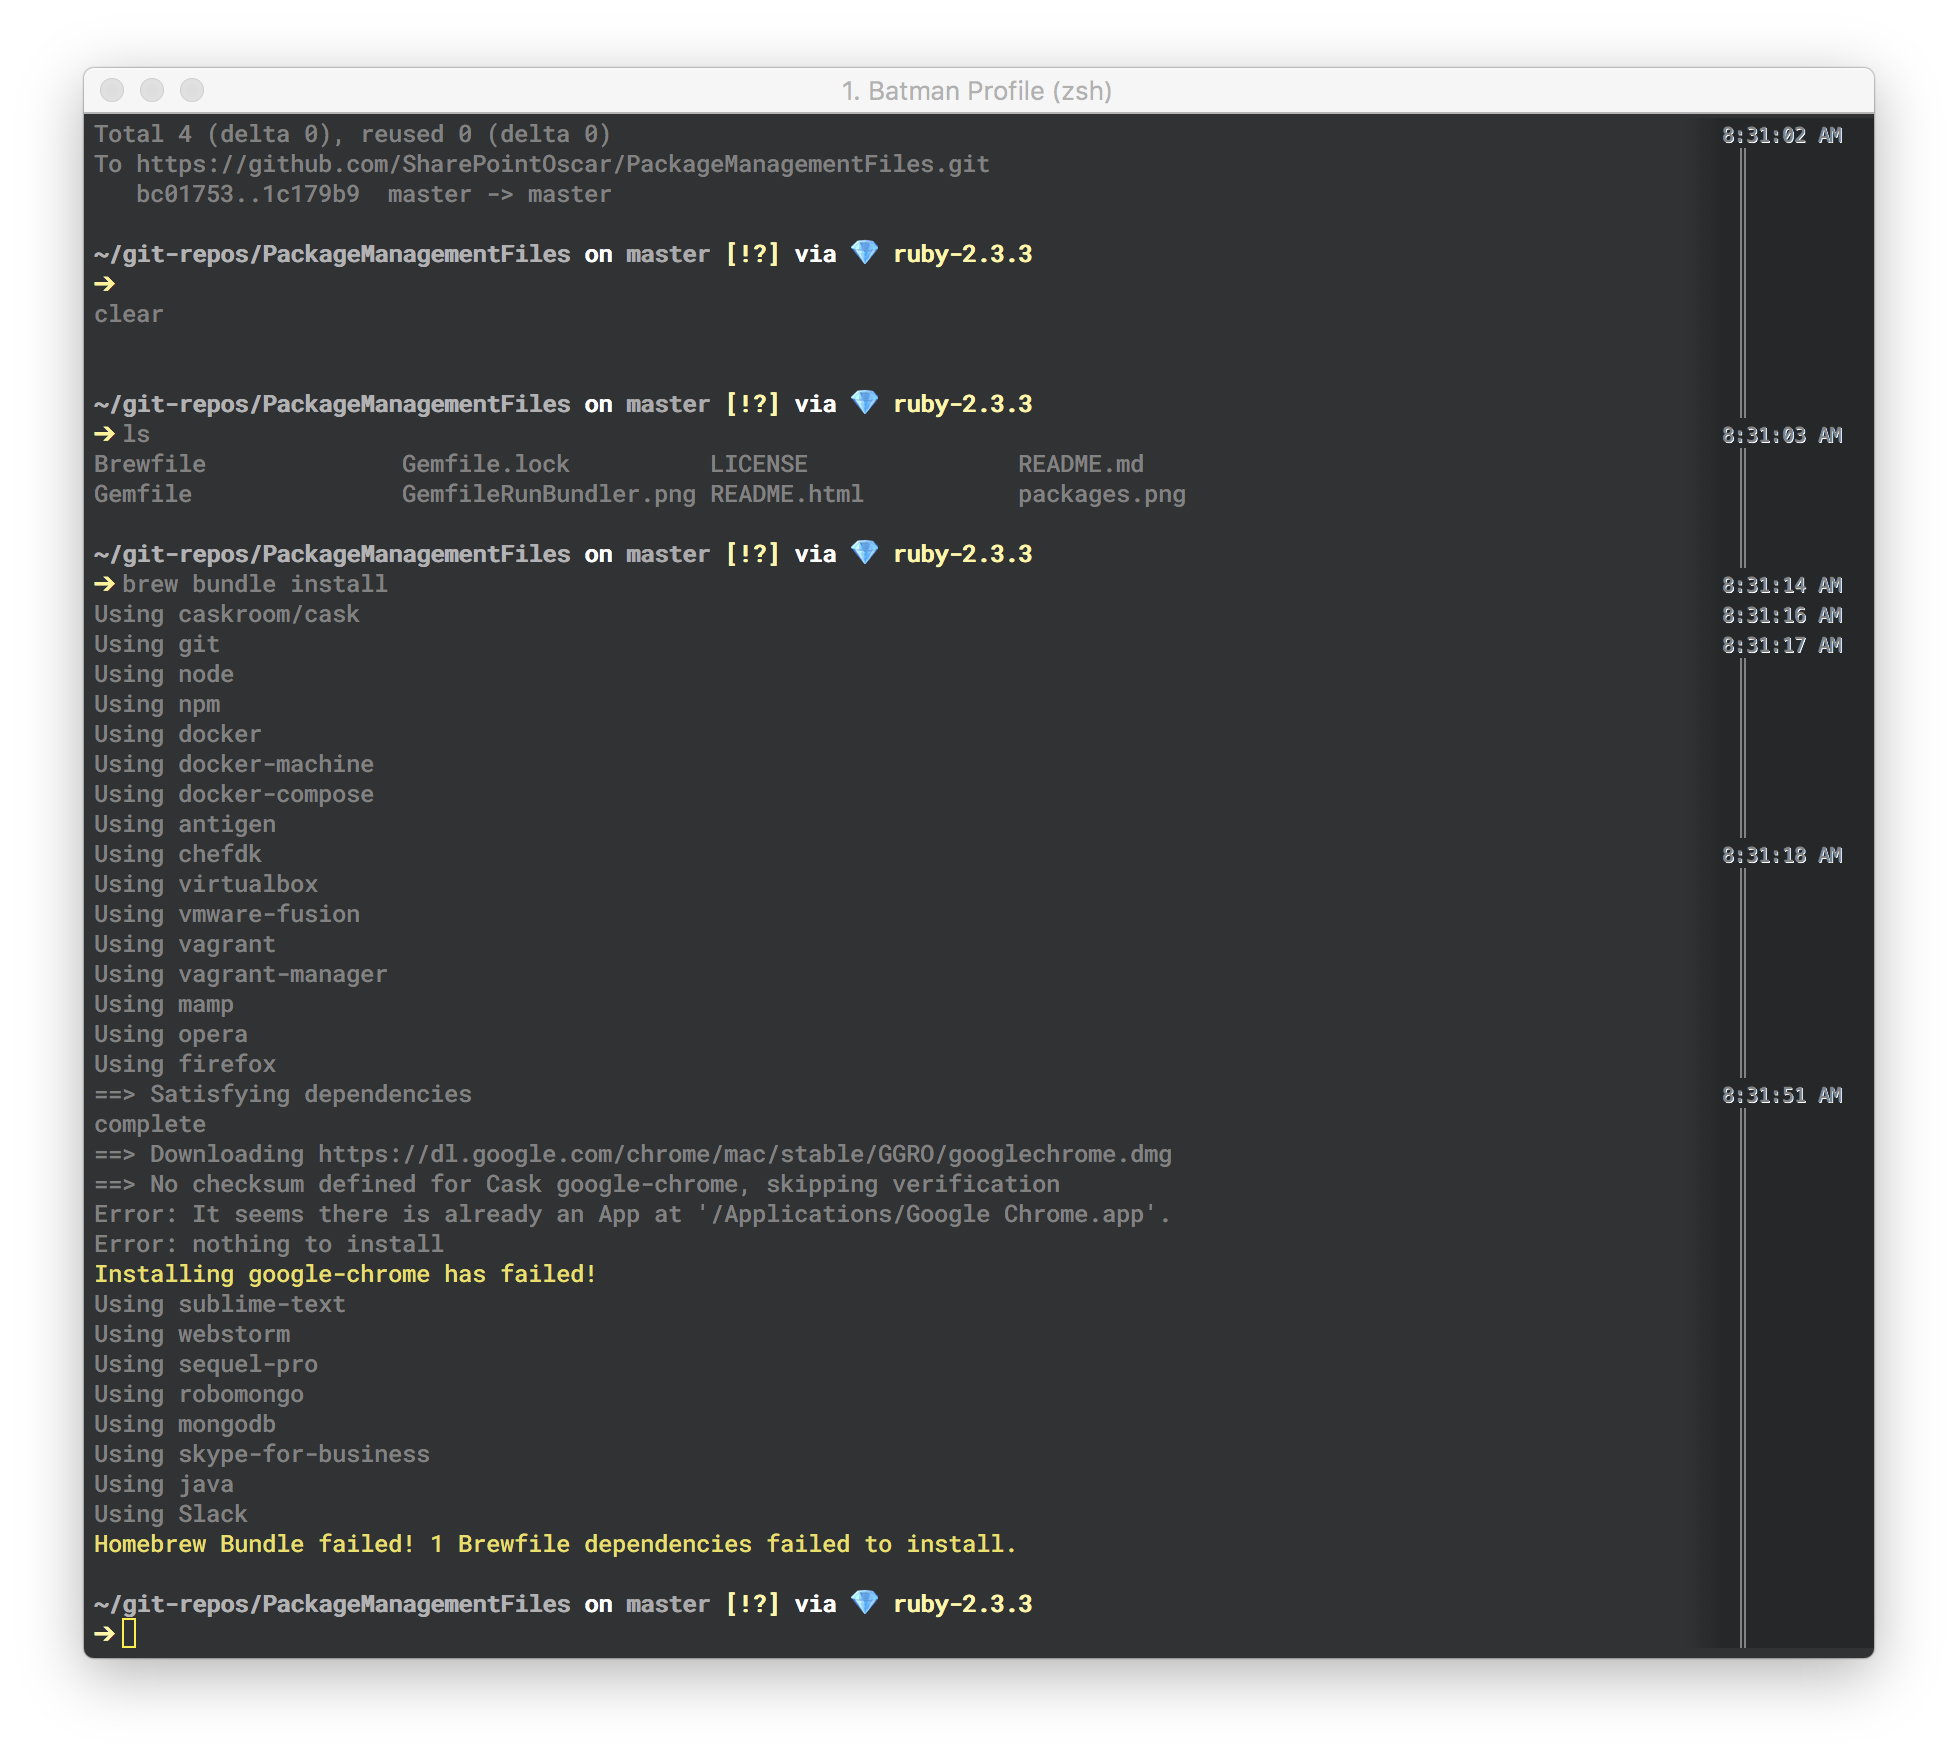 1. Batman Profile (zsh)
Total 4 (delta 0), reused 0 (delta 0) 8:31:02 AM
To https://github.com/SharePointOscar/PackageManagementFiles.git
bc01753..1c179b9 master -> master
~/git-repos/PackageManagementFiles on master [!?] via 💎 ruby-2.3.3
➔
clear
~/git-repos/PackageManagementFiles on master [!?] via 💎 ruby-2.3.3
➔ ls 8:31:03 AM
Brewfile Gemfile.lock LICENSE README.md
Gemfile GemfileRunBundler.png README.html packages.png
~/git-repos/PackageManagementFiles on master [!?] via 💎 ruby-2.3.3
➔ brew bundle install 8:31:14 AM
Using caskroom/cask 8:31:16 AM
Using git 8:31:17 AM
Using node
Using npm
Using docker
Using docker-machine
Using docker-compose
Using antigen
Using chefdk 8:31:18 AM
Using virtualbox
Using vmware-fusion
Using vagrant
Using vagrant-manager
Using mamp
Using opera
Using firefox
==> Satisfying dependencies 8:31:51 AM
complete
==> Downloading https://dl.google.com/chrome/mac/stable/GGRO/googlechrome.dmg
==> No checksum defined for Cask google-chrome, skipping verification
Error: It seems there is already an App at '/Applications/Google Chrome.app'.
Error: nothing to install
Installing google-chrome has failed!
Using sublime-text
Using webstorm
Using sequel-pro
Using robomongo
Using mongodb
Using skype-for-business
Using java
Using Slack
Homebrew Bundle failed! 1 Brewfile dependencies failed to install.
~/git-repos/PackageManagementFiles on master [!?] via 💎 ruby-2.3.3
➔